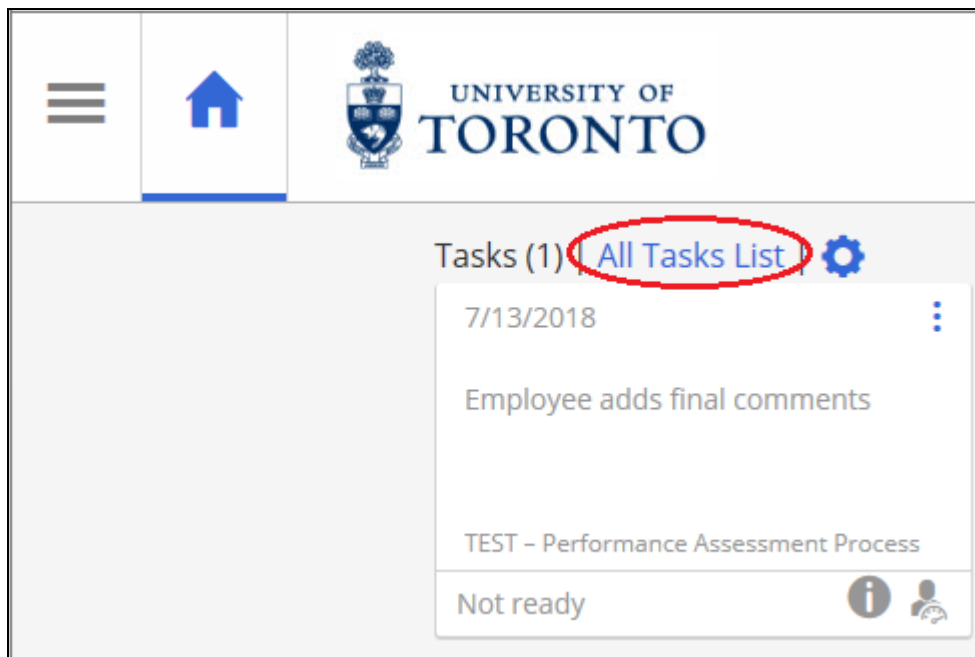 UNIVERSITY OF
TORONTO
Tasks (1) | All Tasks List |
7/13/2018
Employee adds final comments
TEST – Performance Assessment Process
Not ready